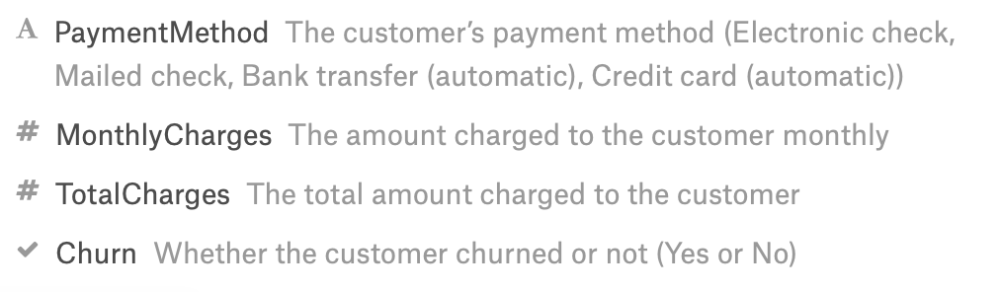 A PaymentMethod The customer’s payment method (Electronic check,
Mailed check, Bank transfer (automatic), Credit card (automatic))
# MonthlyCharges The amount charged to the customer monthly
# TotalCharges The total amount charged to the customer
✓ Churn Whether the customer churned or not (Yes or No)